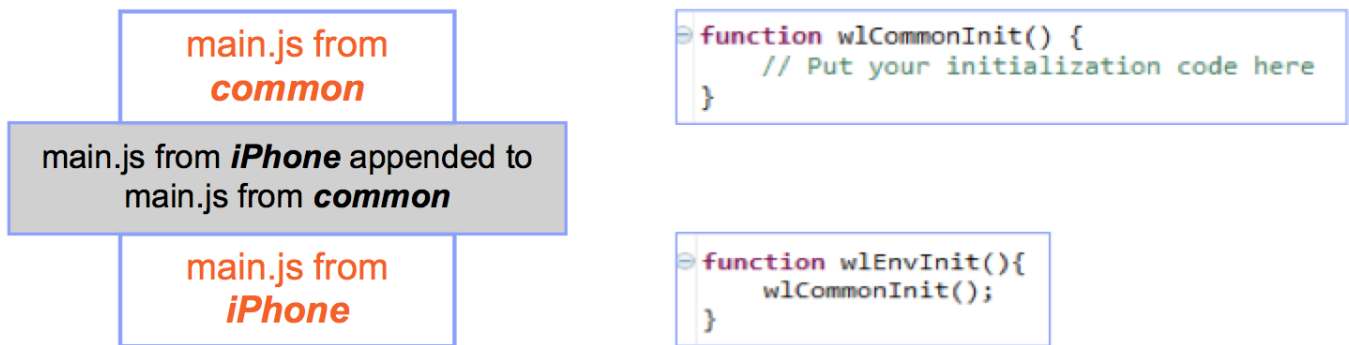 main.js from
common
main.js from iPhone appended to
main.js from common
main.js from
iPhone
function wlCommonInit() {
// Put your initialization code here
}
function wlEnvInit(){
wlCommonInit();
}